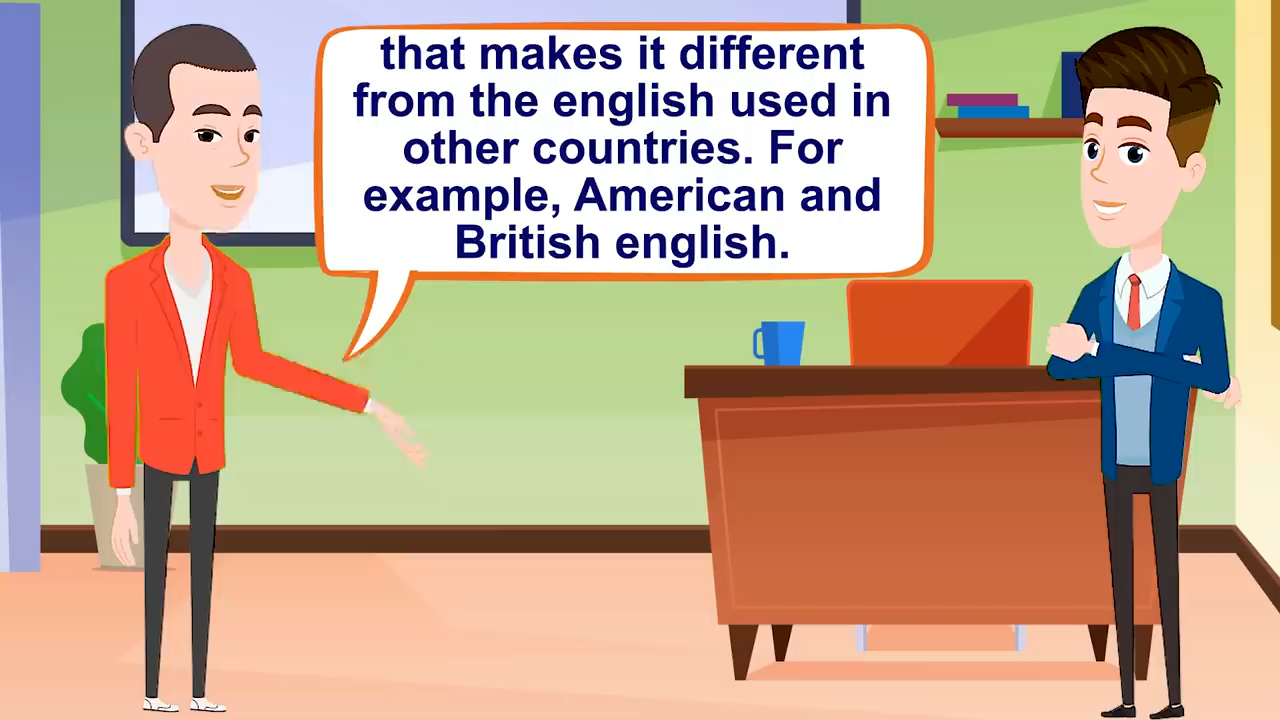 that makes it different
from the english used in
other countries. For
example, American and
British english.